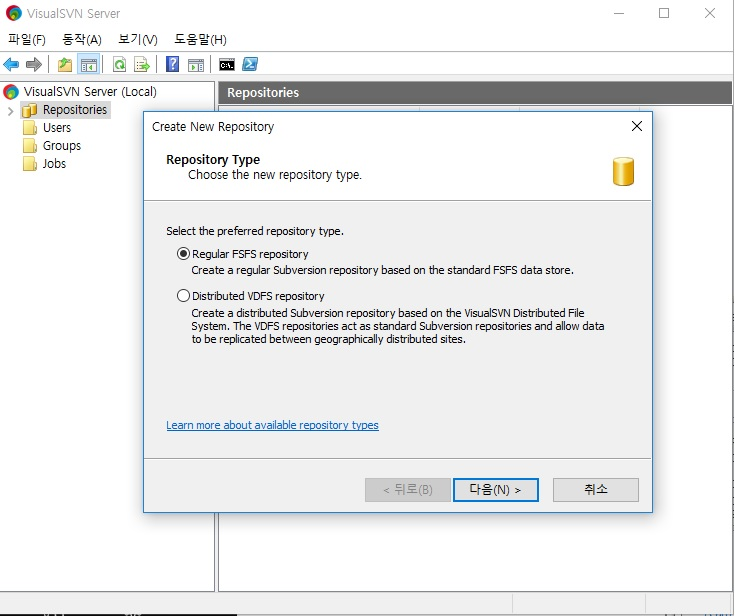 VisualSVN Server
파일(F) 동작(A) 보기(V) 도움말(H)
VisualSVN Server (Local)
Repositories
Users
Groups
Jobs
Repositories
Create New Repository
Repository Type
Choose the new repository type.
Select the preferred repository type.
Regular FSFS repository
Create a regular Subversion repository based on the standard FSFS data store.
Distributed VDFS repository
Create a distributed Subversion repository based on the VisualSVN Distributed File
System. The VDFS repositories act as standard Subversion repositories and allow data
to be replicated between geographically distributed sites.
Learn more about available repository types
< 뒤로(B) 다음(N) > 취소